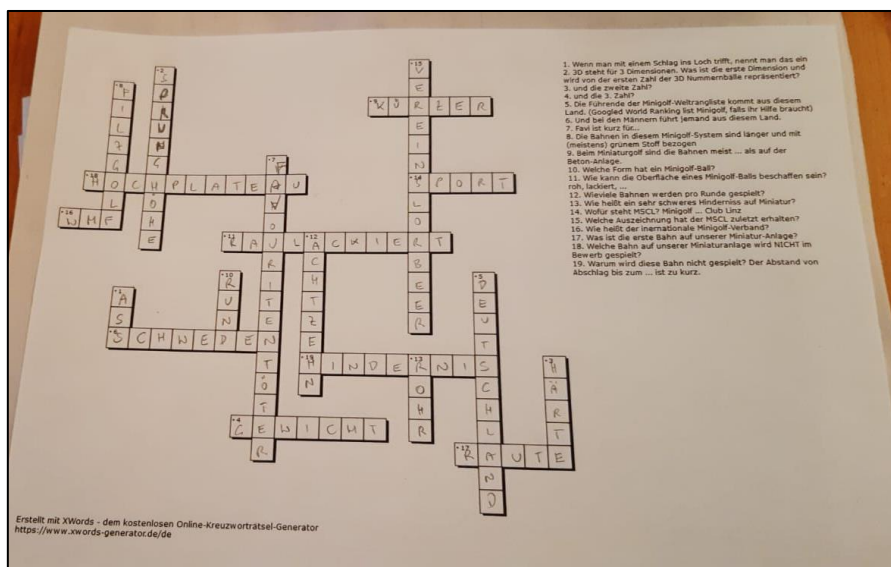 SPRUNGHÖHE
PILZGOLF
VEREINSLORBEER
KÜRZER
FAVORITENTÖTER
HOCHPLATEAU
SPORT
WMF
RAULACKIERT
ACHTZEHN
RUND
ASS
DEUTSCHLAND
SCHWEDEN
HINDERNIS
ROHR
HÄRTE
GEWICHT
RAUTE
1. Wenn man mit einem Schlag ins Loch trifft, nennt man das ein
2. 3D steht für 3 Dimensionen. Was ist die erste Dimension und
wird von der ersten Zahl der 3D Nummernbälle repräsentiert?
3. und die zweite Zahl?
4. und die 3. Zahl?
5. Die Führende der Minigolf-Weltrangliste kommt aus diesem
Land. (Googled World Ranking list Minigolf, falls ihr Hilfe braucht)
6. Und bei den Männern führt jemand aus diesem Land.
7. Favi ist kurz für...
8. Die Bahnen in diesem Minigolf-System sind länger und mit
(meistens) grünem Stoff bezogen
9. Beim Miniaturgolf sind die Bahnen meist ... als auf der
Beton-Anlage.
10. Welche Form hat ein Minigolf-Ball?
11. Wie kann die Oberfläche eines Minigolf-Balls beschaffen sein?
roh, lackiert, ...
12. Wieviele Bahnen werden pro Runde gespielt?
13. Wie heißt ein sehr schweres Hinderniss auf Miniatur?
14. Wofür steht MSCL? Minigolf ... Club Linz
15. Welche Auszeichnung hat der MSCL zuletzt erhalten?
16. Wie heißt der inernationale Minigolf-Verband?
17. Was ist die erste Bahn auf unserer Miniatur-Anlage?
18. Welche Bahn auf unserer Miniaturanlage wird NICHT im
Bewerb gespielt?
19. Warum wird diese Bahn nicht gespielt? Der Abstand von
Abschlag bis zum ... ist zu kurz.
Erstellt mit XWords - dem kostenlosen Online-Kreuzworträtsel-Generator
https://www.xwords-generator.de/de